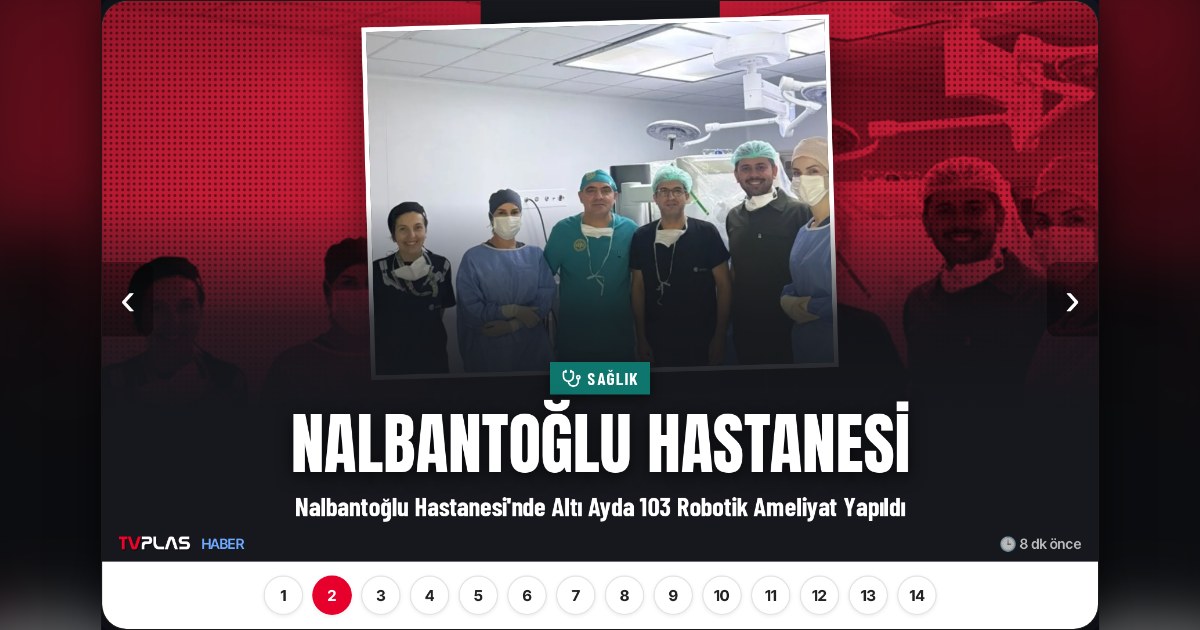 SAĞLIK
NALBANTOĞLU HASTANESİ
Nalbantoğlu Hastanesi'nde Altı Ayda 103 Robotik Ameliyat Yapıldı
TVPLAS HABER
8 dk önce
1 2 3 4 5 6 7 8 9 10 11 12 13 14